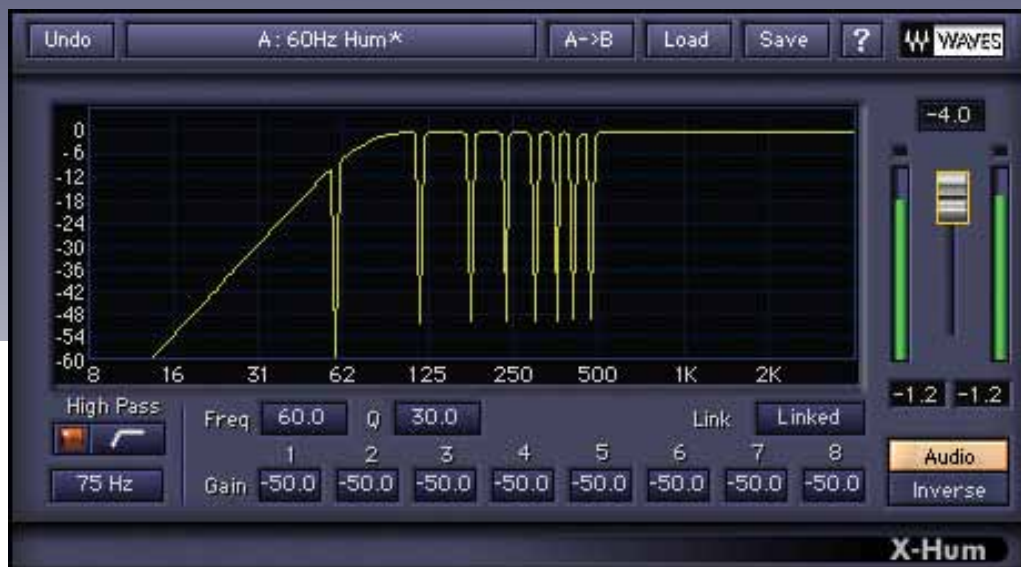 Undo A: 60Hz Hum* A->B Load Save ? WAVES
-4.0
0
-6
-12
-18
-24
-30
-36
-42
-48
-54
-60
8 16 31 62 125 250 500 1K 2K
-1.2 -1.2
High Pass
75 Hz
Freq 60.0 Q 30.0 Link Linked
1 2 3 4 5 6 7 8
Gain -50.0 -50.0 -50.0 -50.0 -50.0 -50.0 -50.0 -50.0
Audio
Inverse
X-Hum